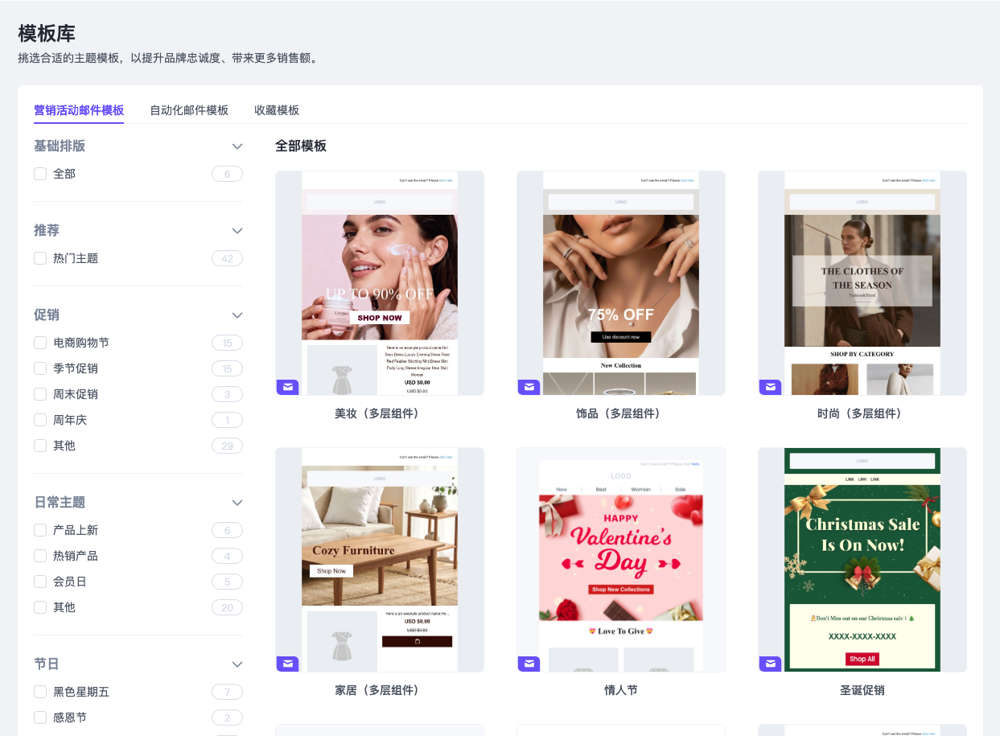 模板库
挑选合适的主题模板，以提升品牌忠诚度、带来更多销售额。
营销活动邮件模板
自动化邮件模板
收藏模板
基础排版
全部
6
推荐
热门主题
42
促销
电商购物节
15
季节促销
15
周末促销
3
周年庆
1
其他
29
日常主题
产品上新
6
热销产品
4
会员日
5
其他
20
节日
黑色星期五
7
感恩节
2
全部模板
Can't see the email? Please click here
LOGO
UP TO 90% OFF
SHOP NOW
Here is an example product name:Hot
Sexy Dress Luxury Evening Dress Rose
Red Feather Stitching Mini Dress Slim
Party Long Sleeve Irregular Hem Skirt
Women
USD $0.00
USD $0.00
美妆（多层组件）
Can't see the email? Please click here
LOGO
75% OFF
Use discount now
New Collection
饰品（多层组件）
Can't see the email? Please click here
LOGO
THE CLOTHES OF
THE SEASON
Fashion&Trend
SHOP BY CATEGORY
时尚（多层组件）
Can't see the email? Please click here
LOGO
Cozy Furniture
Shop Now
Here is an example product name:He...
USD $0.00
USD $0.00
家居（多层组件）
Can't see email? Please click here.
LOGO
New
Best
Woman
Sale
HAPPY
Valentine's
Day
Shop New Collections
💝 Love To Give 💝
情人节
LOGO
LINK LINK LINK
Christmas Sale
Is On Now!
🎅Don't Miss out on our Christmas sale！🎄
XXXX-XXXX-XXXX
Shop All
圣诞促销
Can't see the email? Please click here